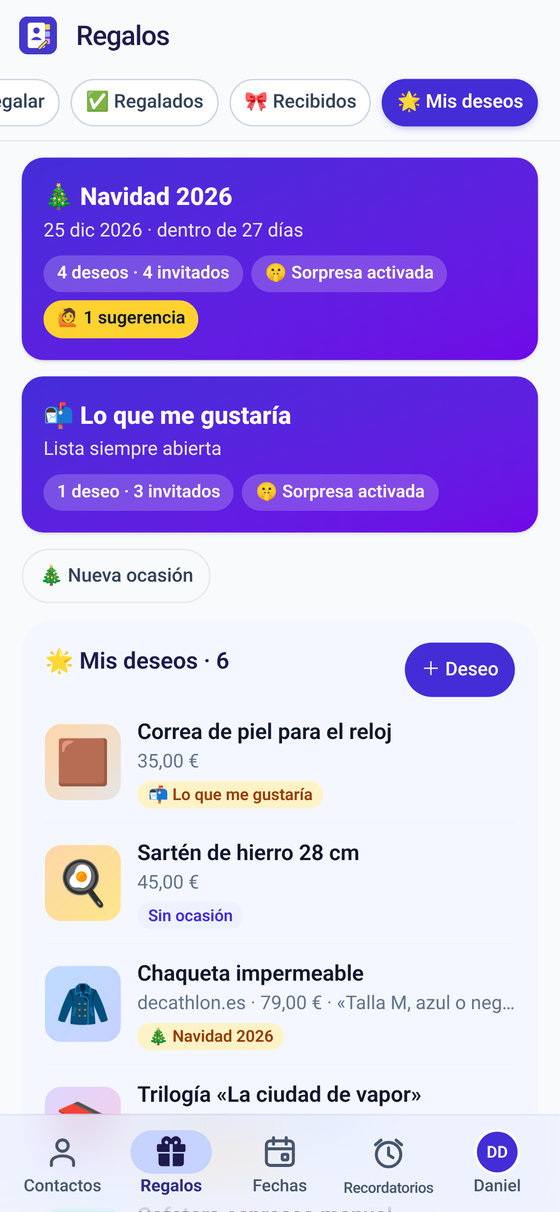 Regalos
egalar
✅ Regalados
🎀 Recibidos
🌟 Mis deseos
🎄 Navidad 2026
25 dic 2026 · dentro de 27 días
4 deseos · 4 invitados
🤫 Sorpresa activada
🙋 1 sugerencia
📬 Lo que me gustaría
Lista siempre abierta
1 deseo · 3 invitados
🤫 Sorpresa activada
🎄 Nueva ocasión
🌟 Mis deseos · 6
+ Deseo
Correa de piel para el reloj
35,00 €
📬 Lo que me gustaría
Sartén de hierro 28 cm
45,00 €
Sin ocasión
Chaqueta impermeable
decathlon.es · 79,00 € · «Talla M, azul o neg…
🎄 Navidad 2026
Trilogía «La ciudad de vapor»
Contactos
Regalos
Fechas
Recordatorios
DD
Daniel